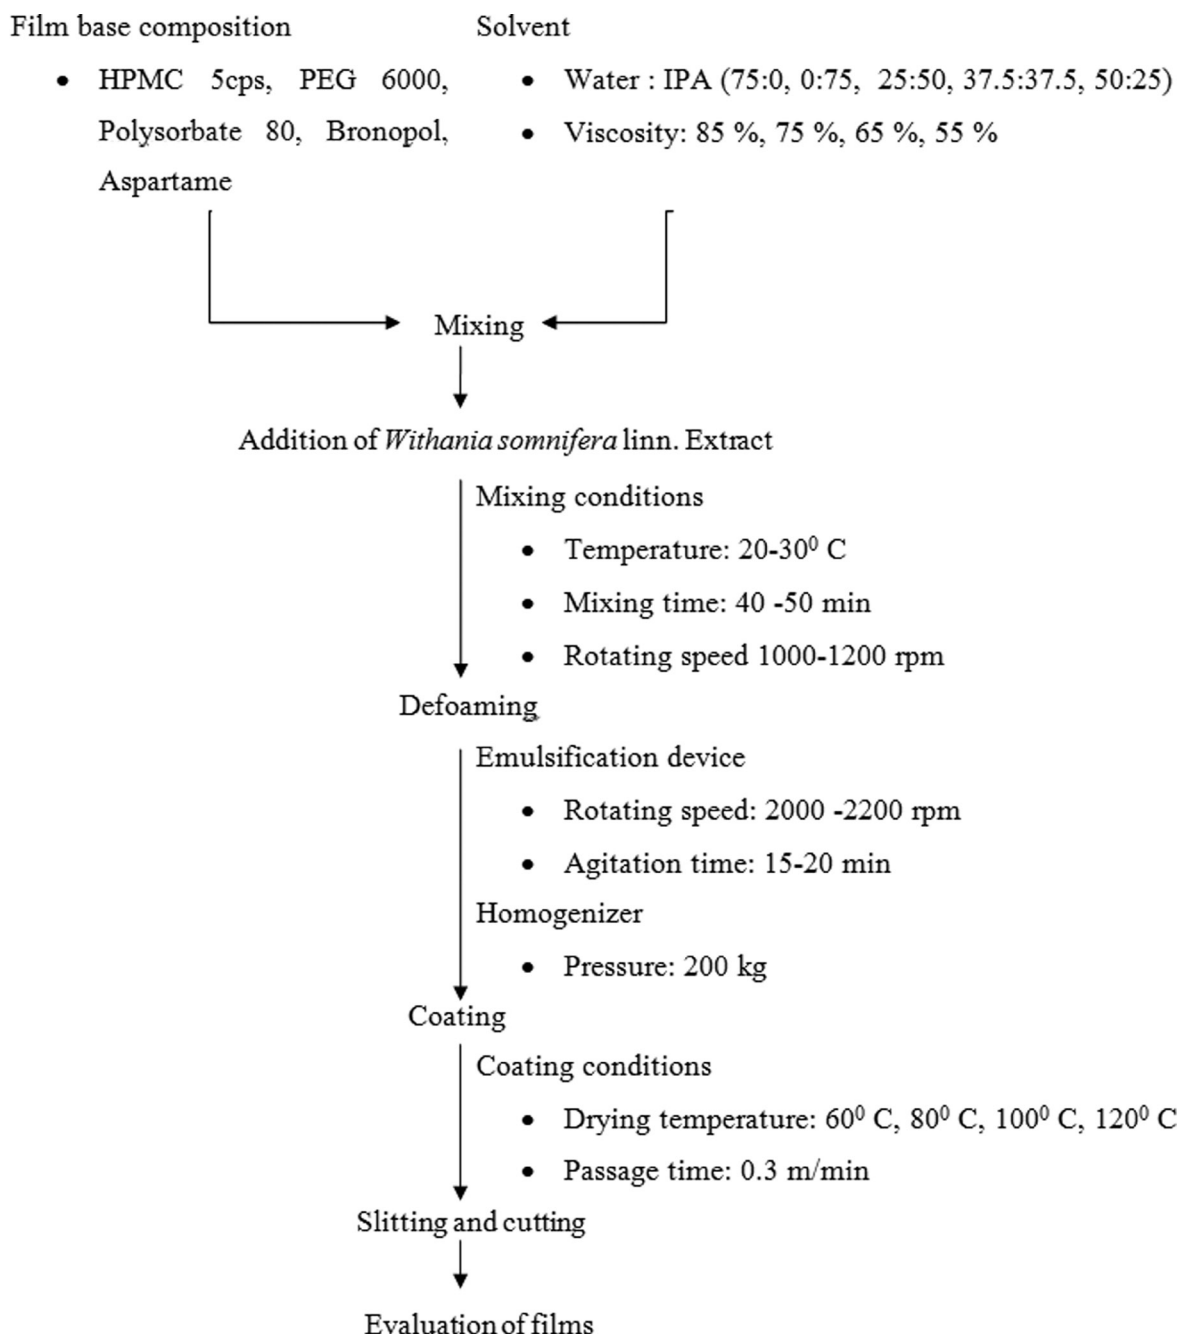 Film base composition
• HPMC 5cps, PEG 6000,
Polysorbate 80, Bronopol,
Aspartame
Solvent
• Water : IPA (75:0, 0:75, 25:50, 37.5:37.5, 50:25)
• Viscosity: 85 %, 75 %, 65 %, 55 %
Mixing
Addition of Withania somnifera linn. Extract
Mixing conditions
• Temperature: 20-30⁰ C
• Mixing time: 40 -50 min
• Rotating speed 1000-1200 rpm
Defoaming
Emulsification device
• Rotating speed: 2000 -2200 rpm
• Agitation time: 15-20 min
Homogenizer
• Pressure: 200 kg
Coating
Coating conditions
• Drying temperature: 60⁰ C, 80⁰ C, 100⁰ C, 120⁰ C
• Passage time: 0.3 m/min
Slitting and cutting
Evaluation of films